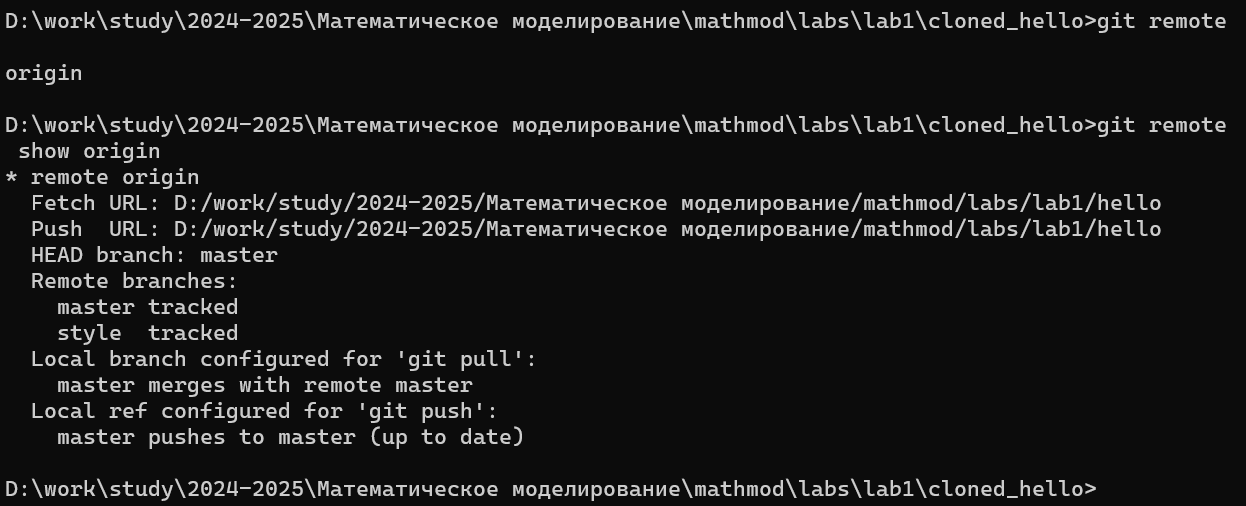 D:\work\study\2024-2025\Математическое моделирование\mathmod\labs\lab1\cloned_hello>git remote
origin
D:\work\study\2024-2025\Математическое моделирование\mathmod\labs\lab1\cloned_hello>git remote
 show origin
* remote origin
  Fetch URL: D:/work/study/2024-2025/Математическое моделирование/mathmod/labs/lab1/hello
  Push  URL: D:/work/study/2024-2025/Математическое моделирование/mathmod/labs/lab1/hello
  HEAD branch: master
  Remote branches:
    master tracked
    style  tracked
  Local branch configured for 'git pull':
    master merges with remote master
  Local ref configured for 'git push':
    master pushes to master (up to date)
D:\work\study\2024-2025\Математическое моделирование\mathmod\labs\lab1\cloned_hello>